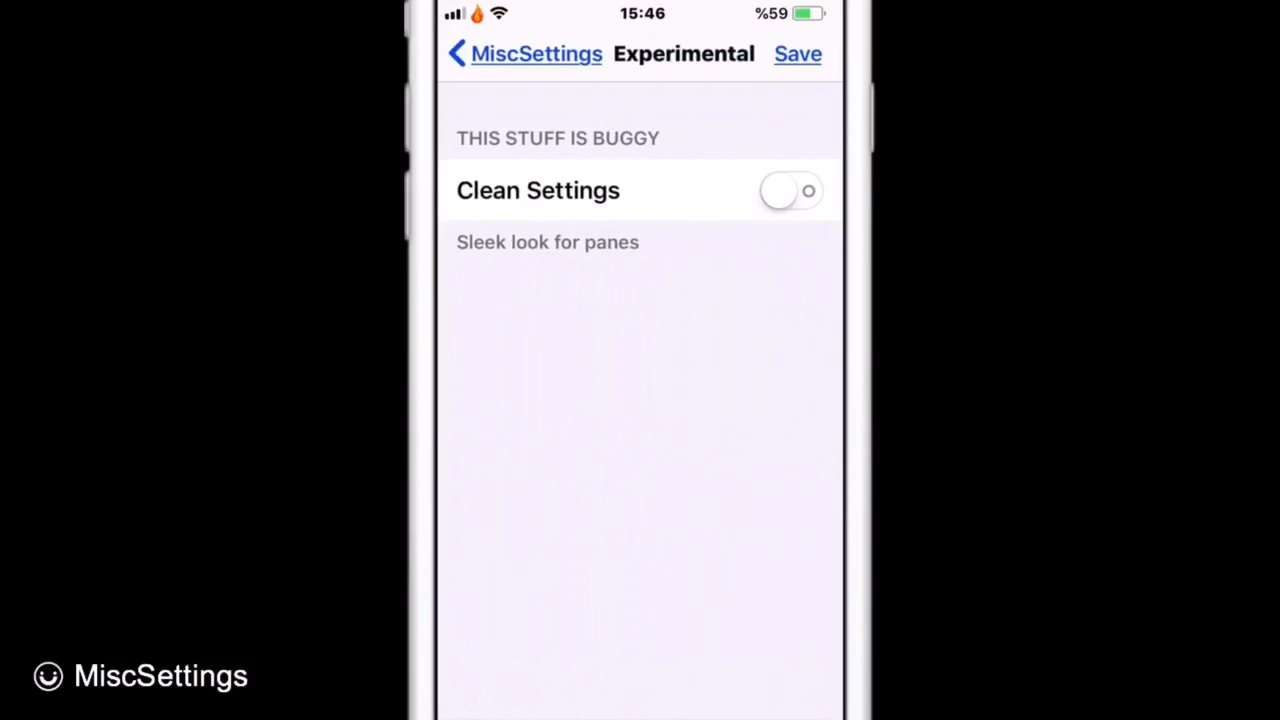 15:46
%59
MiscSettings Experimental Save
THIS STUFF IS BUGGY
Clean Settings
Sleek look for panes
MiscSettings